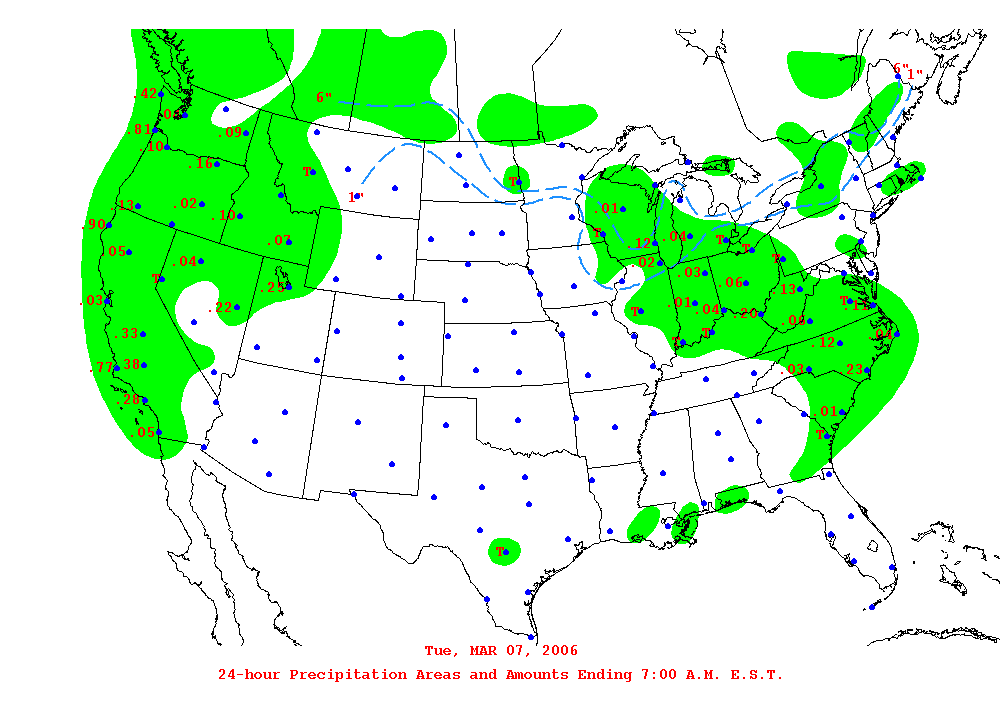 6" 1"
.42
.08
.81
.09
.10
6"
.16
T
T
1"
.13
.02
.10
.01
.90
T
.07
.12
.04
T
T
.05
.04
.02
T
T
.03
.25
.06
.13
.03
.22
.01
.04
.20
T
.11
T
.08
.33
T
T
.04
.12
.77
.38
.03
.23
.28
.01
.05
T
T
Tue, MAR 07, 2006
24-hour Precipitation Areas and Amounts Ending 7:00 A.M. E.S.T.